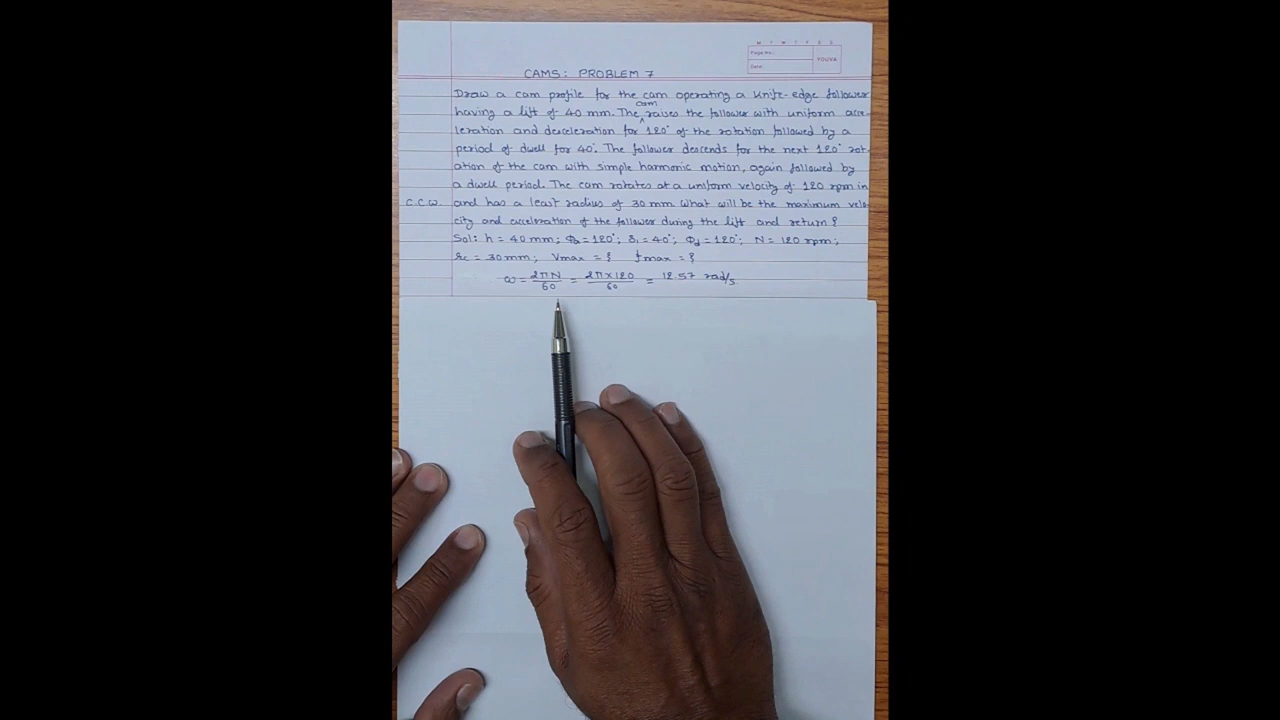 M T W T F S S
Page No.:
Date:
YOUVA
CAMS: PROBLEM 7
Draw a cam profile for the cam operating a knife-edge follower
having a lift of 40 mm. The cam raises the follower with uniform acce-
leration and desceleration for 120° of the rotation followed by a
period of dwell for 40°. The follower descends for the next 120° rot-
ation of the cam with simple harmonic motion, again followed by
a dwell period. The cam rotates at a uniform velocity of 120 rpm in
C.C.W. and has a least radius of 30 mm. What will be the maximum velo-
city and acceleration of the follower during the lift and return?
Sol: h = 40 mm; Φa = 120°; δ1 = 40°; Φd = 120°; N = 120 rpm;
rc = 30 mm; Vmax = ? fmax = ?
ω = 2πN/60 = 2π×120/60 = 12.57 rad/s.